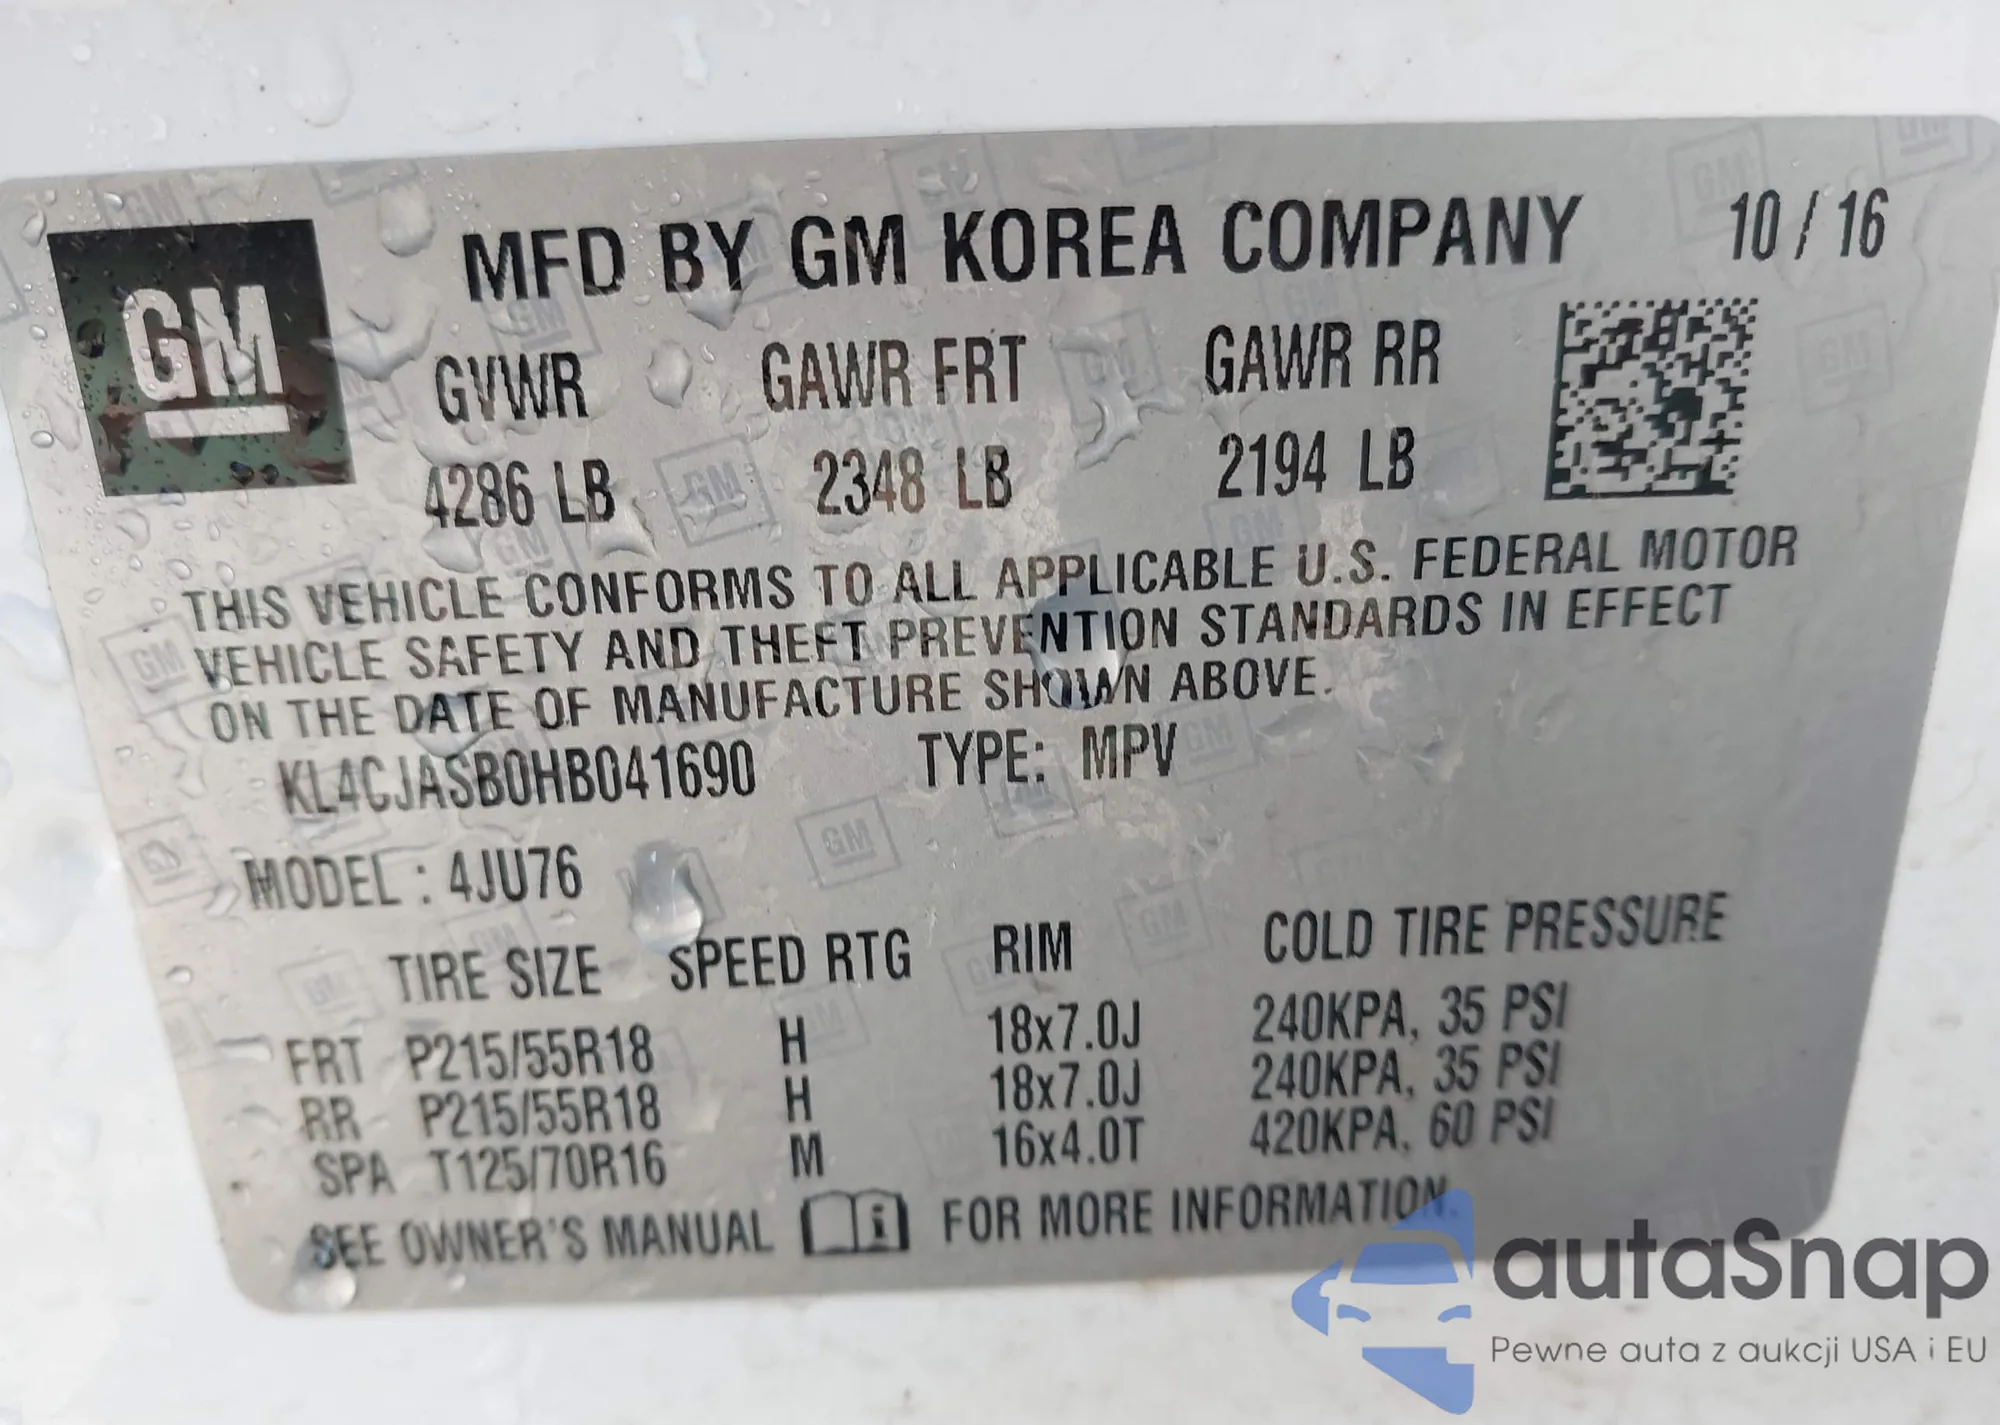 GM
MFD BY GM KOREA COMPANY 10 / 16
GVWR GAWR FRT GAWR RR
4286 LB 2348 LB 2194 LB
THIS VEHICLE CONFORMS TO ALL APPLICABLE U.S. FEDERAL MOTOR
VEHICLE SAFETY AND THEFT PREVENTION STANDARDS IN EFFECT
ON THE DATE OF MANUFACTURE SHOWN ABOVE.
KL4CJASB0HB041690 TYPE: MPV
MODEL : 4JU76
TIRE SIZE SPEED RTG RIM COLD TIRE PRESSURE
FRT P215/55R18 H 18x7.0J 240KPA, 35 PSI
RR P215/55R18 H 18x7.0J 240KPA, 35 PSI
SPA T125/70R16 M 16x4.0T 420KPA, 60 PSI
SEE OWNER'S MANUAL i FOR MORE INFORMATION.
autaSnap
Pewne auta z aukcji USA i EU